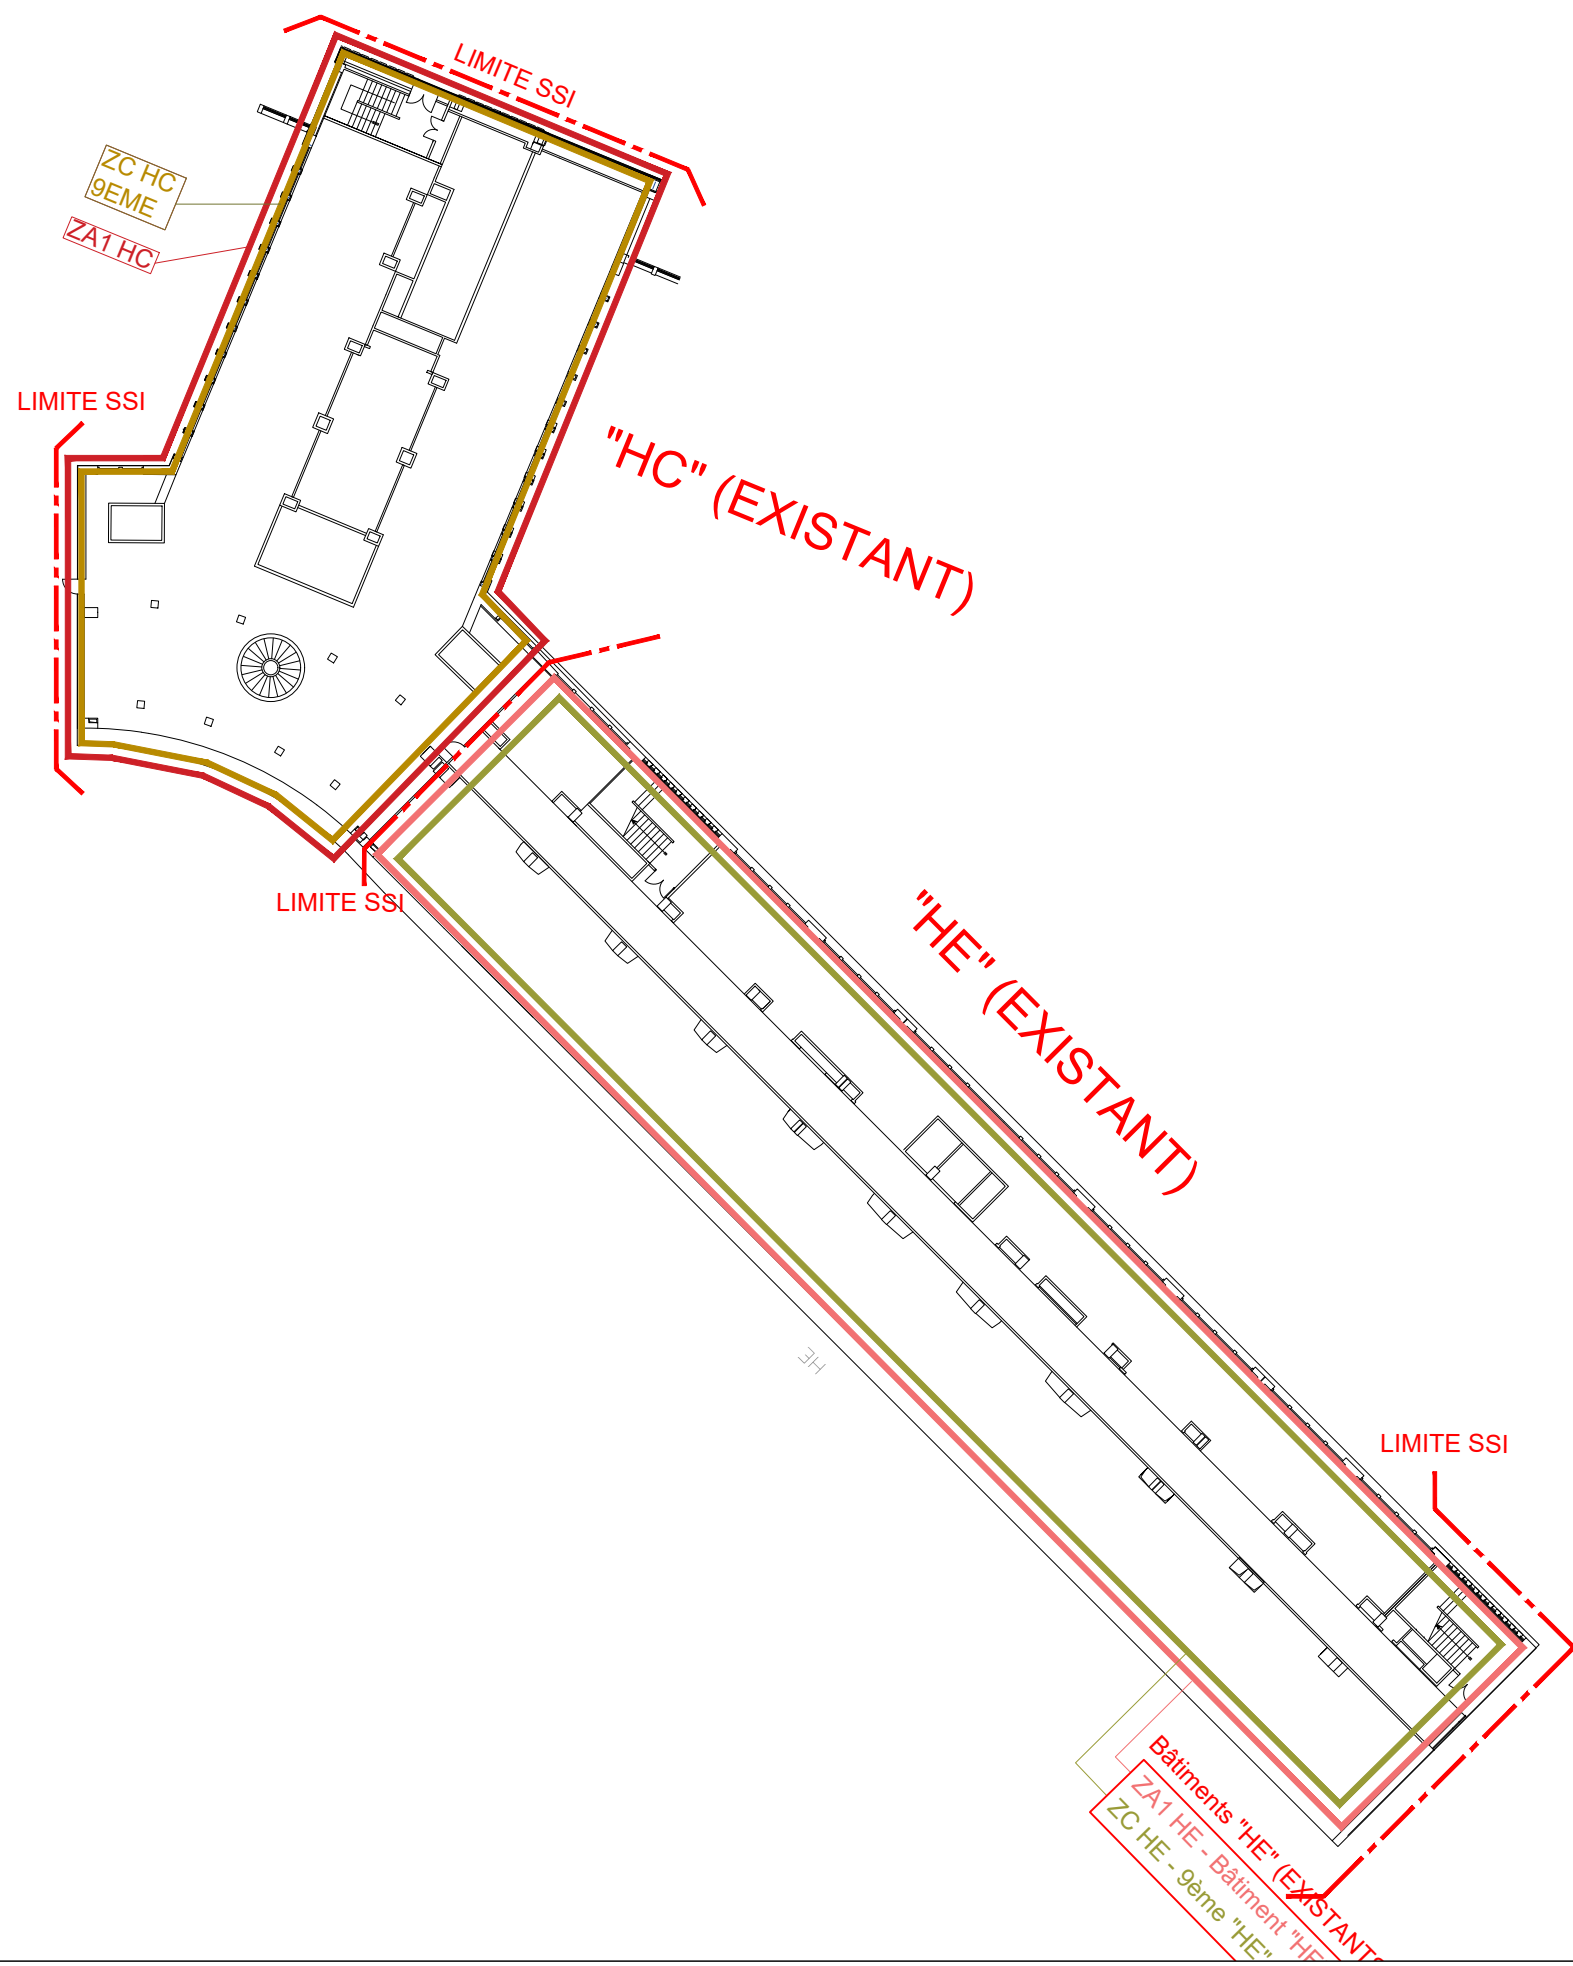 LIMITE SSI
ZC HC
9EME
ZA1 HC
LIMITE SSI
"HC" (EXISTANT)
LIMITE SSI
"HE" (EXISTANT)
HE
LIMITE SSI
Bâtiments "HE" (EXISTANTS
ZA1 HE - Bâtiment "HE
ZC HE - 9ème "HE"